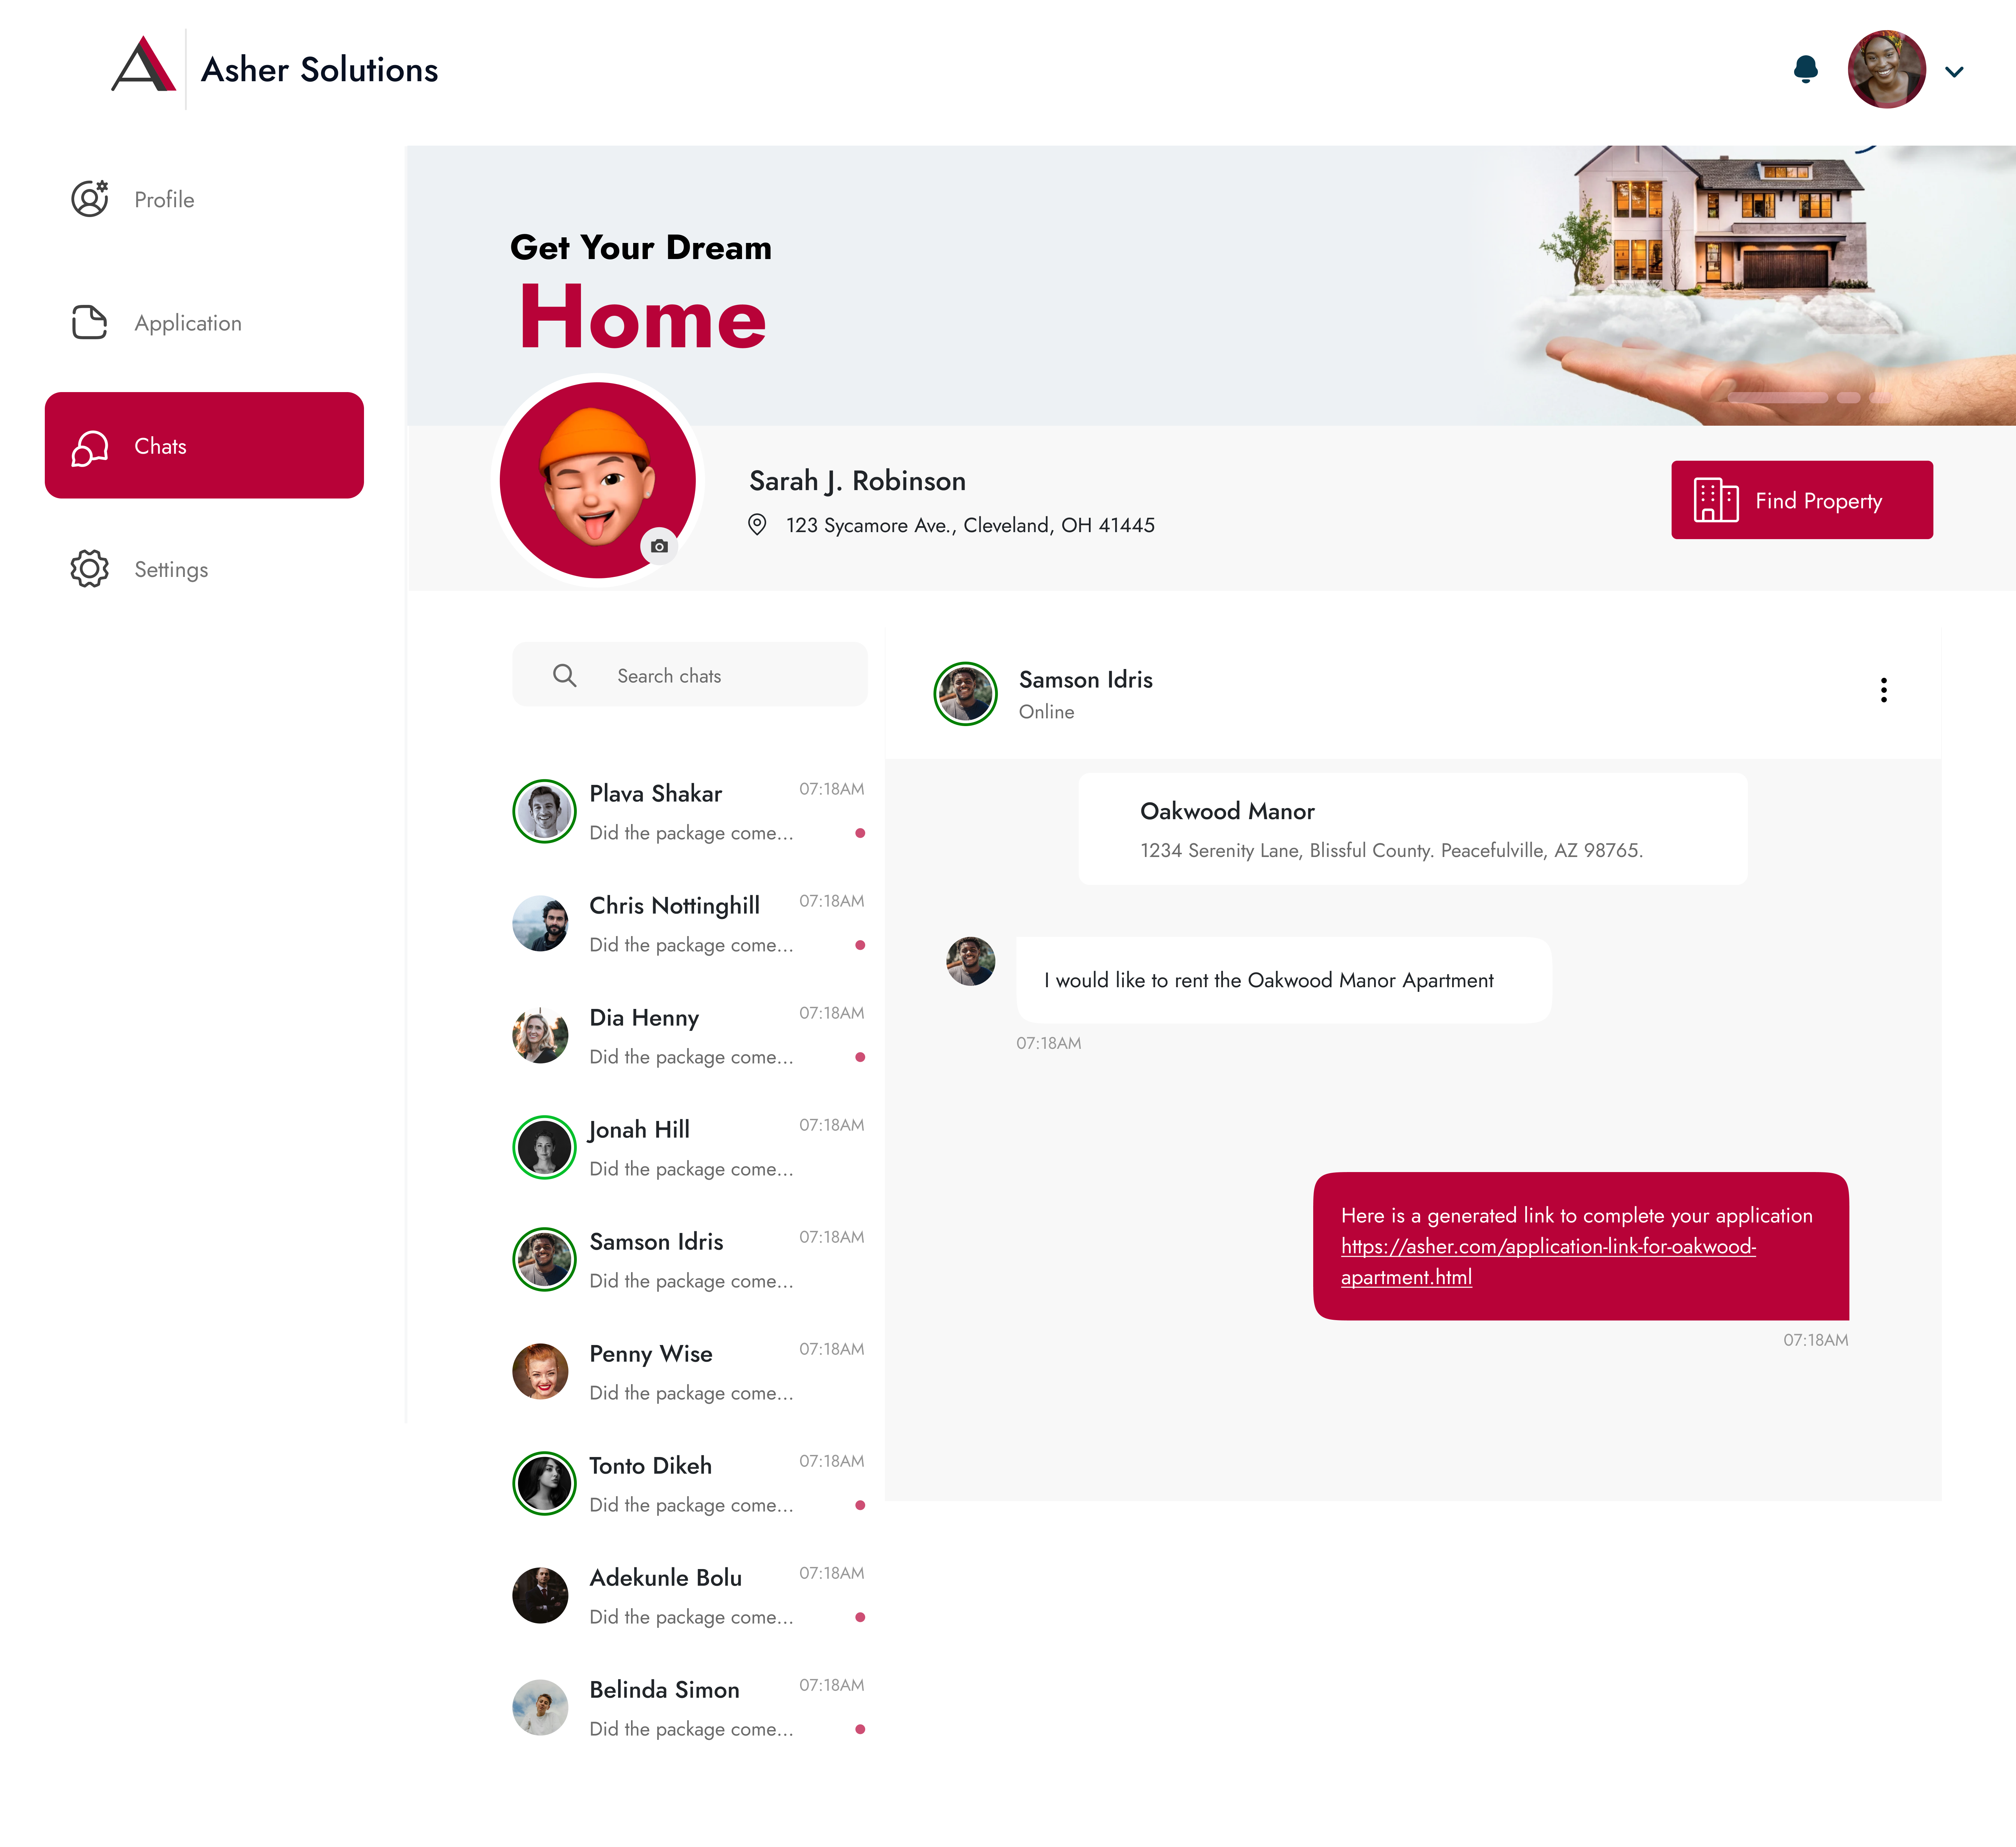 Asher Solutions
Profile
Application
Chats
Settings
Get Your Dream
Home
Sarah J. Robinson
123 Sycamore Ave., Cleveland, OH 41445
Find Property
Search chats
Plava Shakar
07:18AM
Did the package come...
Chris Nottinghill
07:18AM
Did the package come...
Dia Henny
07:18AM
Did the package come...
Jonah Hill
07:18AM
Did the package come...
Samson Idris
07:18AM
Did the package come...
Penny Wise
07:18AM
Did the package come...
Tonto Dikeh
07:18AM
Did the package come...
Adekunle Bolu
07:18AM
Did the package come...
Belinda Simon
07:18AM
Did the package come...
Samson Idris
Online
Oakwood Manor
1234 Serenity Lane, Blissful County. Peacefulville, AZ 98765.
I would like to rent the Oakwood Manor Apartment
07:18AM
Here is a generated link to complete your application
https://asher.com/application-link-for-oakwood-
apartment.html
07:18AM